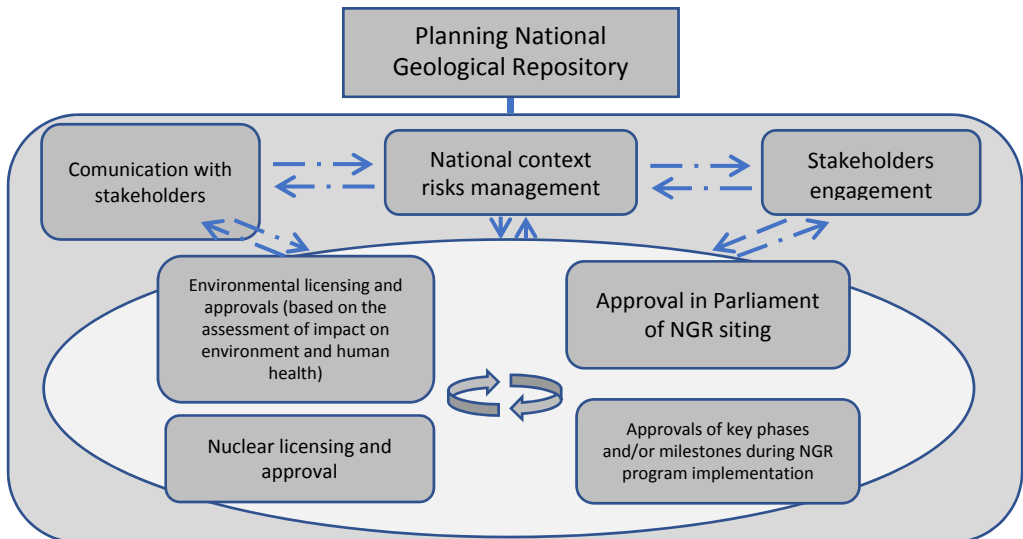 Planning National
Geological Repository
Comunication with
stakeholders
National context
risks management
Stakeholders
engagement
Environmental licensing and
approvals (based on the
assessment of impact on
environment and human
health)
Approval in Parliament
of NGR siting
Nuclear licensing and
approval
Approvals of key phases
and/or milestones during NGR
program implementation